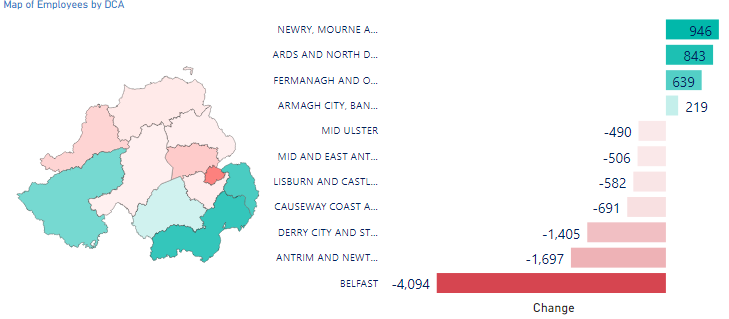 Map of Employees by DCA
NEWRY, MOURNE A... 946
ARDS AND NORTH D... 843
FERMANAGH AND O... 639
ARMAGH CITY, BAN... 219
MID ULSTER -490
MID AND EAST ANT... -506
LISBURN AND CASTL... -582
CAUSEWAY COAST A... -691
DERRY CITY AND ST... -1,405
ANTRIM AND NEWT... -1,697
BELFAST -4,094
Change